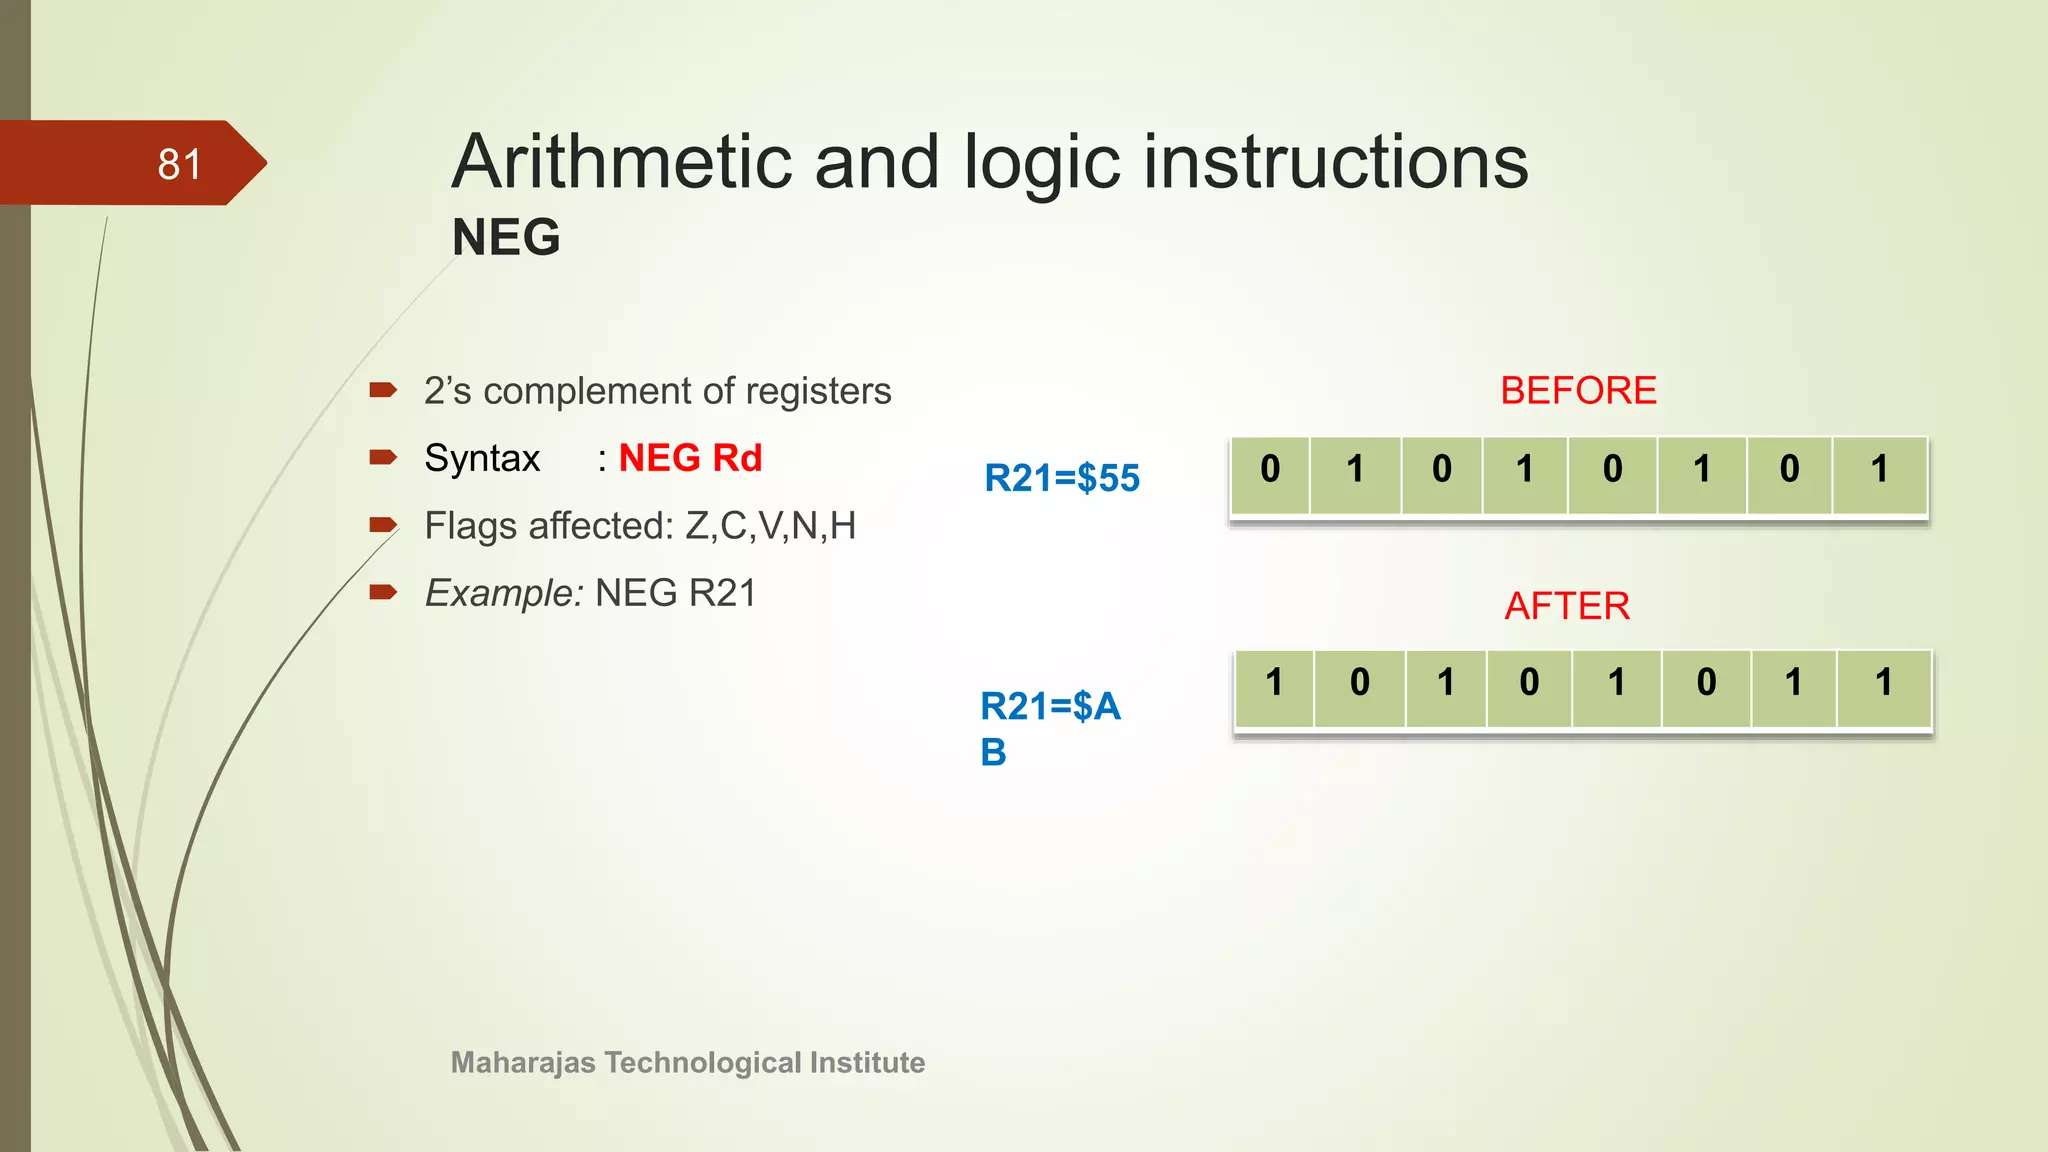 81
Arithmetic and logic instructions
NEG
2’s complement of registers
Syntax : NEG Rd
Flags affected: Z,C,V,N,H
Example: NEG R21
BEFORE
R21=$55
0 1 0 1 0 1 0 1
AFTER
R21=$A
B
1 0 1 0 1 0 1 1
Maharajas Technological Institute